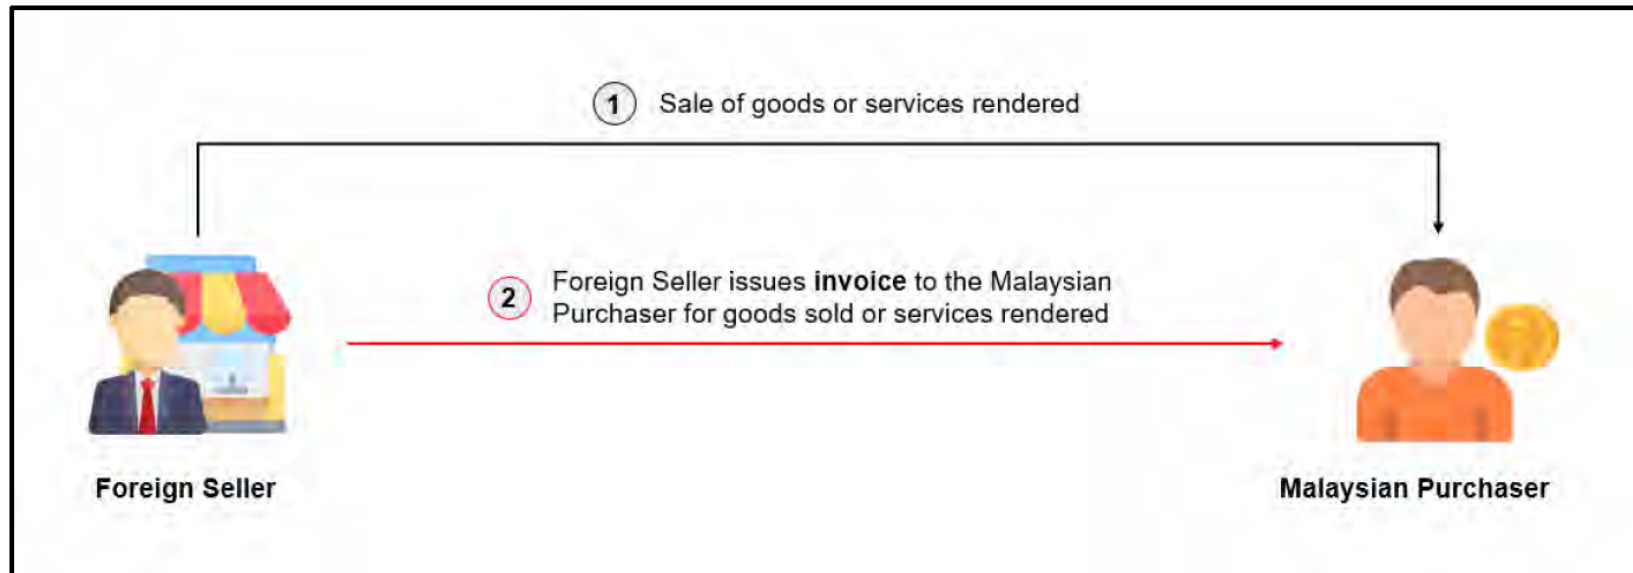 1 Sale of goods or services rendered
2 Foreign Seller issues invoice to the Malaysian
Purchaser for goods sold or services rendered
Foreign Seller
Malaysian Purchaser